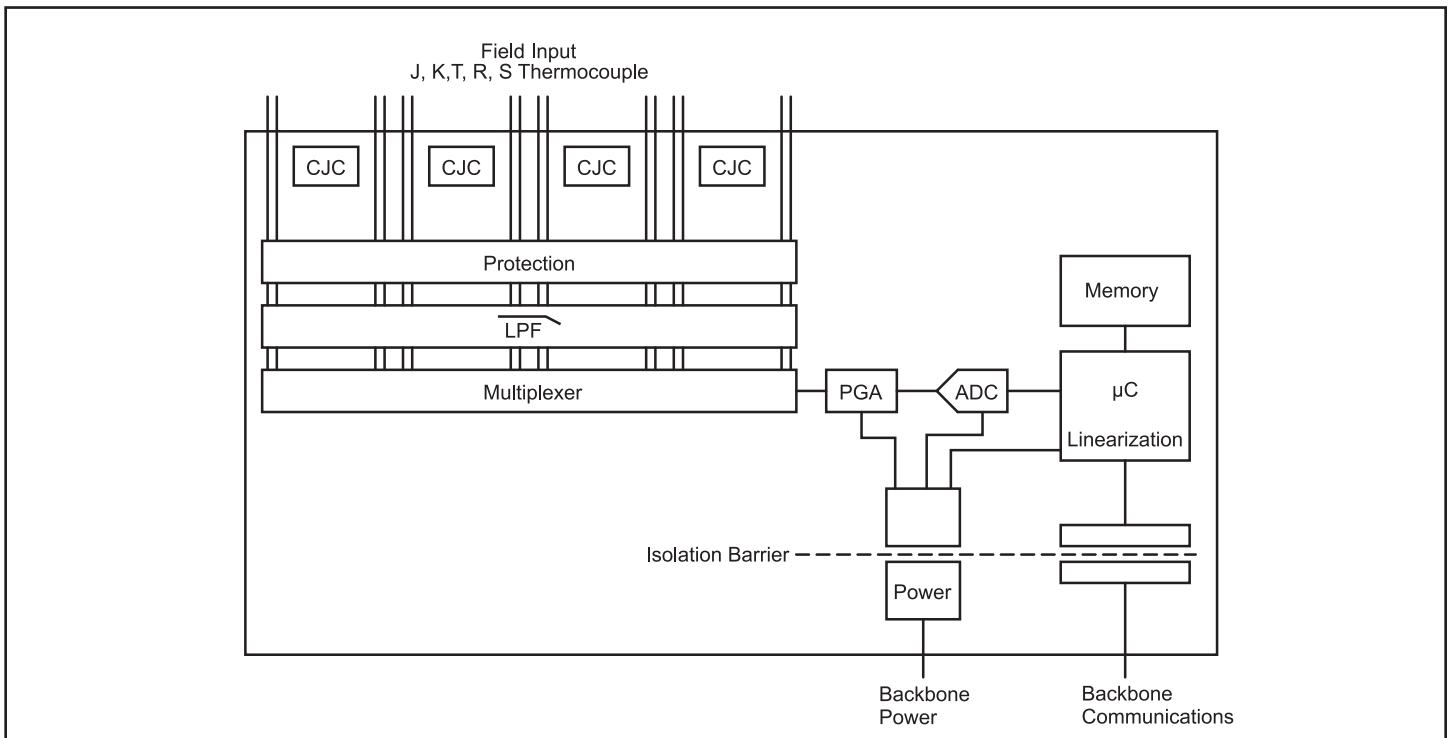 Field Input
J, K,T, R, S Thermocouple
CJC
CJC
CJC
CJC
Protection
LPF
Multiplexer
PGA
ADC
Memory
µC
Linearization
Isolation Barrier
Power
Backbone
Power
Backbone
Communications